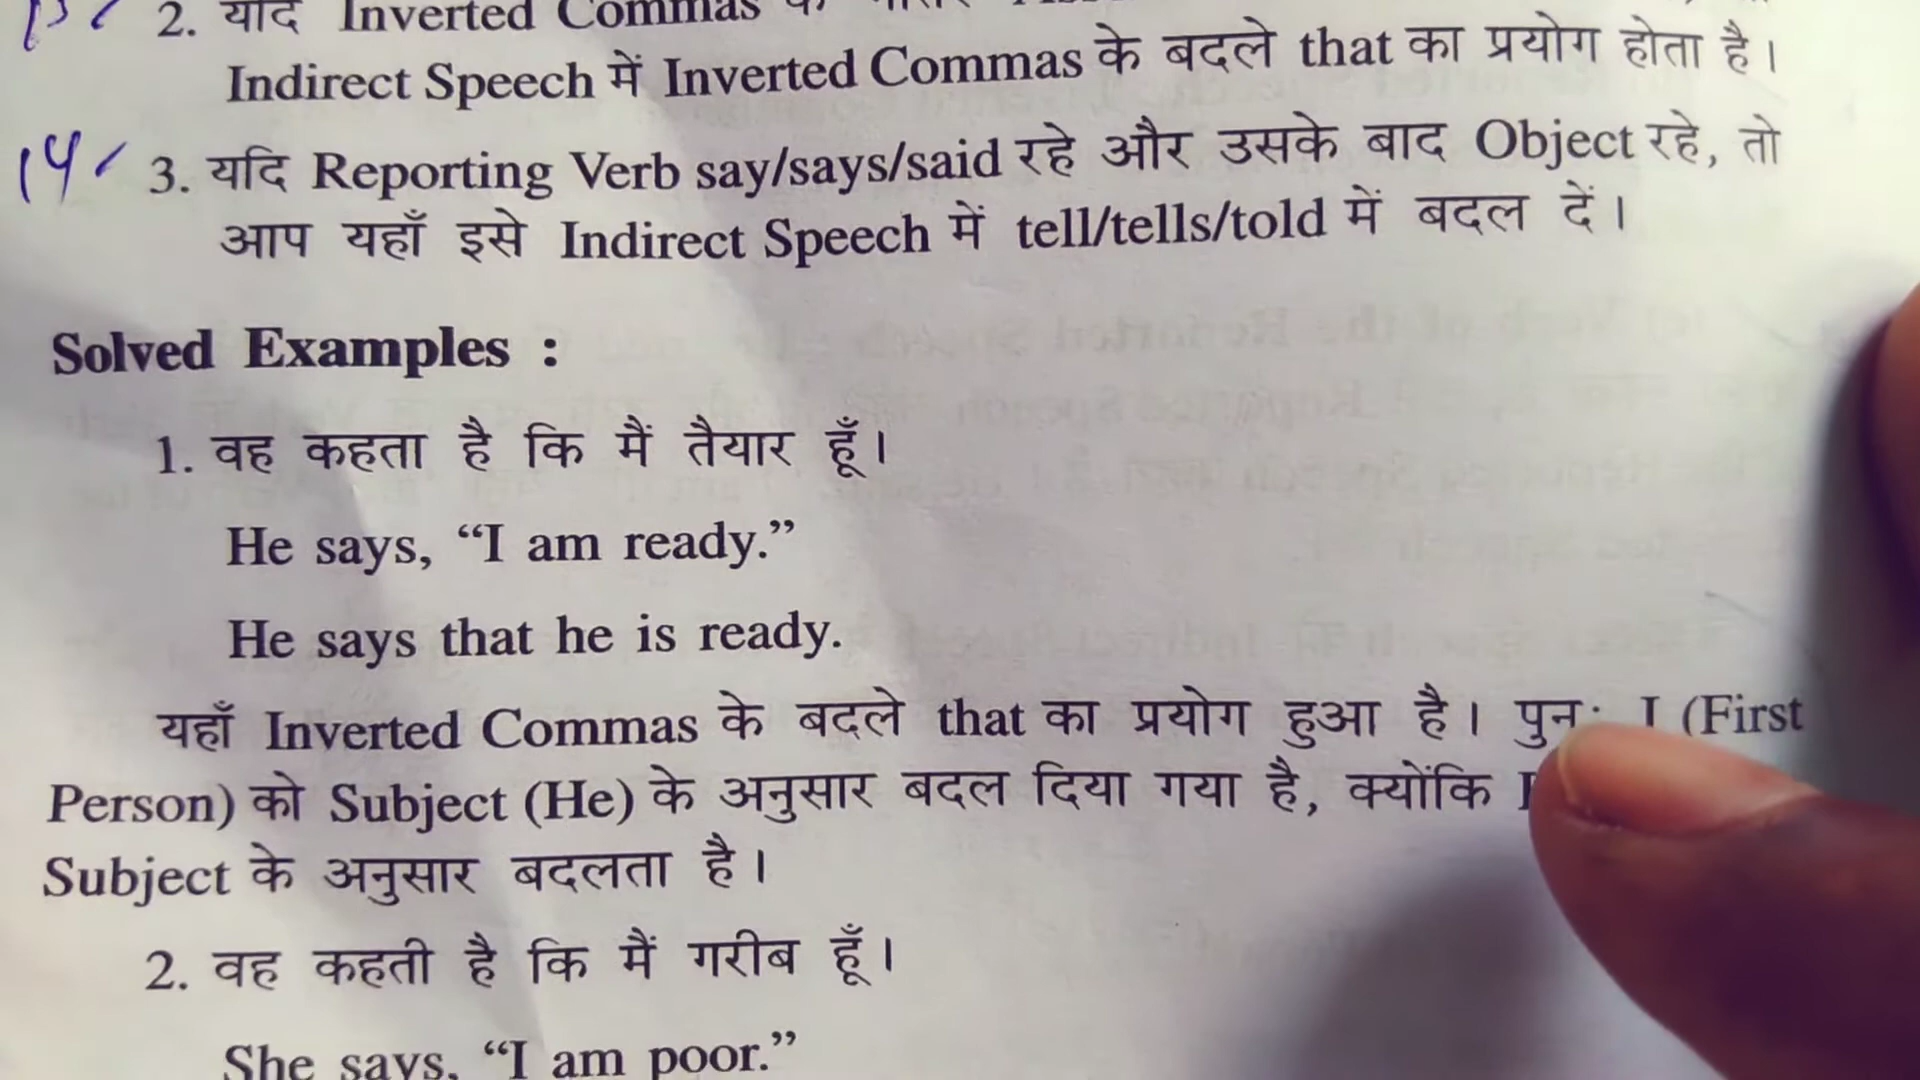 2. यदि Inverted Commas के
Indirect Speech में Inverted Commas के बदले that का प्रयोग होता है।
14 3. यदि Reporting Verb say/says/said रहे और उसके बाद Object रहे, तो
आप यहाँ इसे Indirect Speech में tell/tells/told में बदल दें।
Solved Examples :
1. वह कहता है कि मैं तैयार हूँ।
He says, “I am ready.”
He says that he is ready.
यहाँ Inverted Commas के बदले that का प्रयोग हुआ है। पुनः I (First
Person) को Subject (He) के अनुसार बदल दिया गया है, क्योंकि
Subject के अनुसार बदलता है।
2. वह कहती है कि मैं गरीब हूँ।
She says, “I am poor.”